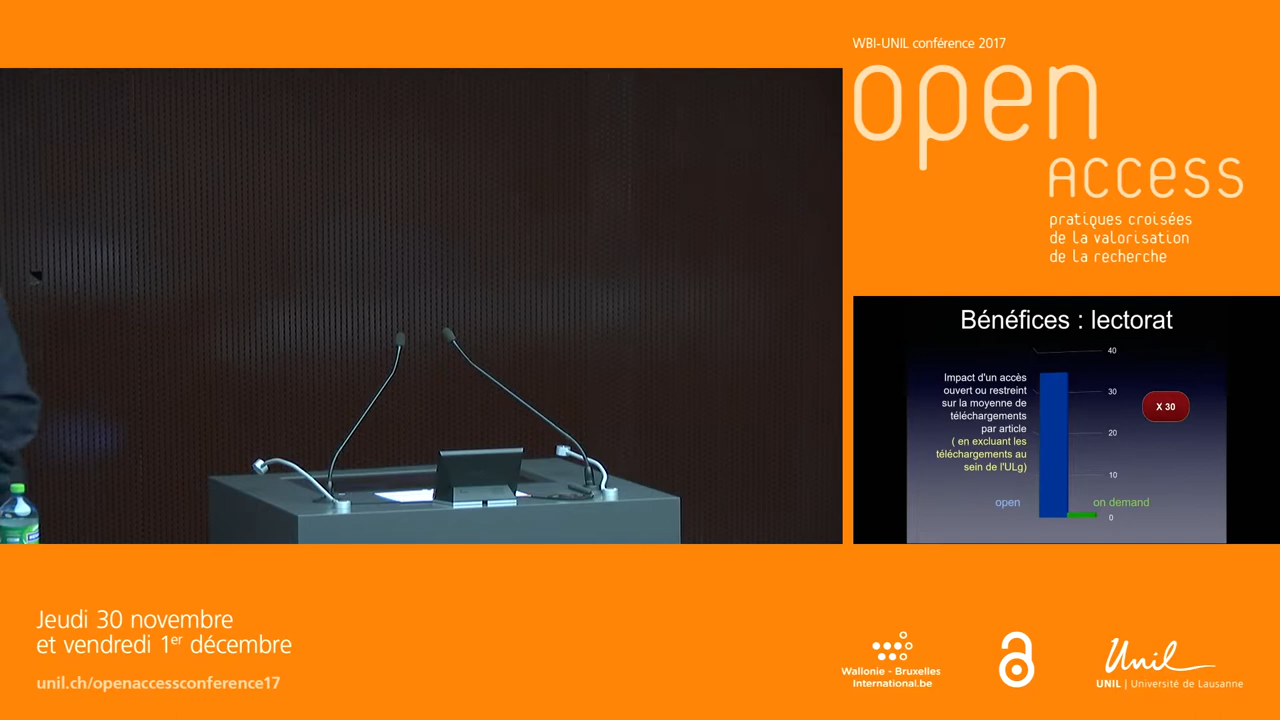 WBI-UNIL conférence 2017
open
access
pratiques croisées
de la valorisation
de la recherche
Bénéfices : lectorat
Impact d'un accès
ouvert ou restreint
sur la moyenne de
téléchargements
par article
( en excluant les
téléchargements au
sein de l'ULg)
40
30
20
10
0
X 30
open
on demand
Jeudi 30 novembre
et vendredi 1er décembre
unil.ch/openaccessconference17
Wallonie - Bruxelles
International.be
Unil
UNIL | Université de Lausanne